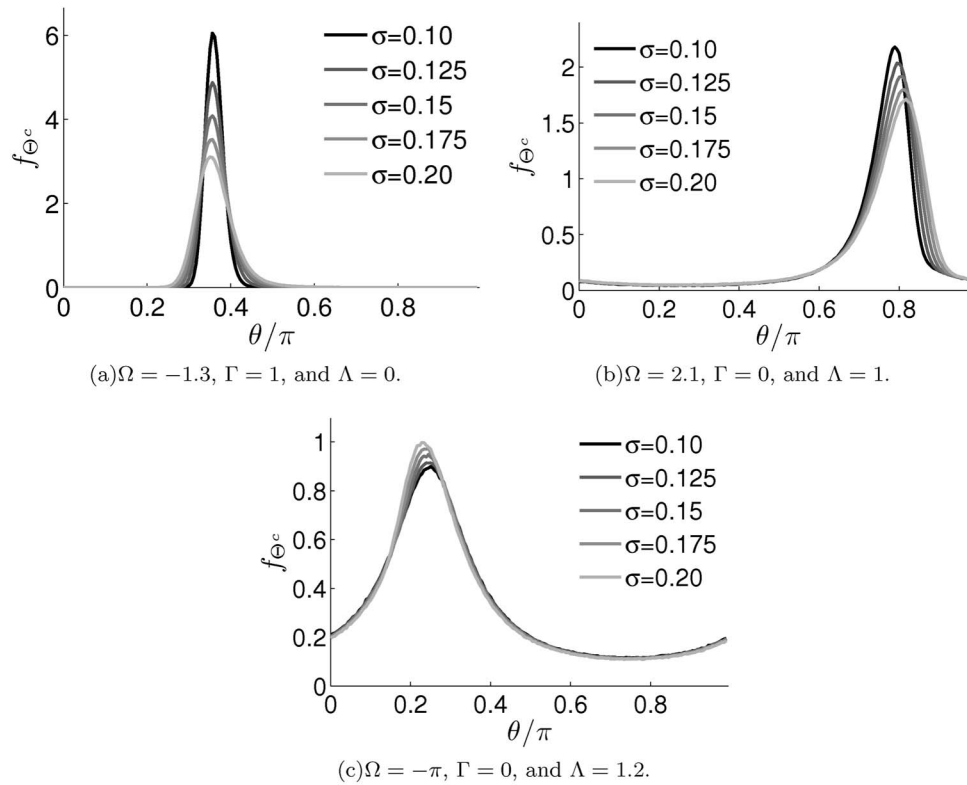 6
4
2
0
f_Θ^c
σ=0.10
σ=0.125
σ=0.15
σ=0.175
σ=0.20
0 0.2 0.4 0.6 0.8
θ/π
(a)Ω = −1.3, Γ = 1, and Λ = 0.
2
1.5
1
0.5
0
f_Θ^c
σ=0.10
σ=0.125
σ=0.15
σ=0.175
σ=0.20
0 0.2 0.4 0.6 0.8
θ/π
(b)Ω = 2.1, Γ = 0, and Λ = 1.
1
0.8
0.6
0.4
0.2
0
f_Θ^c
σ=0.10
σ=0.125
σ=0.15
σ=0.175
σ=0.20
0 0.2 0.4 0.6 0.8
θ/π
(c)Ω = −π, Γ = 0, and Λ = 1.2.